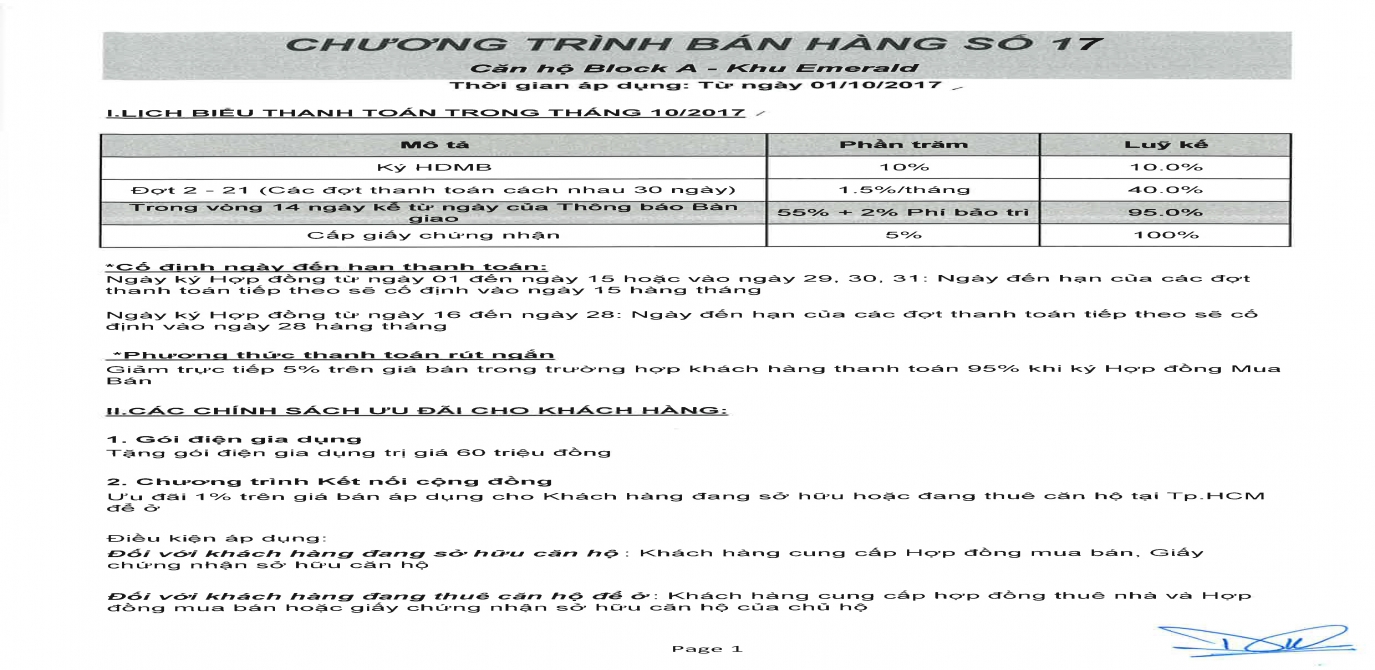 CHƯƠNG TRÌNH BÁN HÀNG SỐ 17
Căn hộ Block A - Khu Emerald
Thời gian áp dụng: Từ ngày 01/10/2017
I.LỊCH BIỂU THANH TOÁN TRONG THÁNG 10/2017
Mô tả Phần trăm Luỹ kế
Ký HDMB 10% 10.0%
Đợt 2 - 21 (Các đợt thanh toán cách nhau 30 ngày) 1.5%/tháng 40.0%
Trong vòng 14 ngày kể từ ngày của Thông báo Bàn
giao 55% + 2% Phí bảo trì 95.0%
Cấp giấy chứng nhận 5% 100%
*Cố định ngày đến hạn thanh toán:
Ngày ký Hợp đồng từ ngày 01 đến ngày 15 hoặc vào ngày 29, 30, 31: Ngày đến hạn của các đợt
thanh toán tiếp theo sẽ cố định vào ngày 15 hàng tháng
Ngày ký Hợp đồng từ ngày 16 đến ngày 28: Ngày đến hạn của các đợt thanh toán tiếp theo sẽ cố
định vào ngày 28 hàng tháng
*Phương thức thanh toán rút ngắn
Giảm trực tiếp 5% trên giá bán trong trường hợp khách hàng thanh toán 95% khi ký Hợp đồng Mua
Bán
II.CÁC CHÍNH SÁCH ƯU ĐÃI CHO KHÁCH HÀNG:
1. Gói điện gia dụng
Tặng gói điện gia dụng trị giá 60 triệu đồng
2. Chương trình Kết nối cộng đồng
Ưu đãi 1% trên giá bán áp dụng cho Khách hàng đang sở hữu hoặc đang thuê căn hộ tại Tp.HCM
để ở
Điều kiện áp dụng:
Đối với khách hàng đang sở hữu căn hộ : Khách hàng cung cấp Hợp đồng mua bán, Giấy
chứng nhận sở hữu căn hộ
Đối với khách hàng đang thuê căn hộ để ở : Khách hàng cung cấp hợp đồng thuê nhà và Hợp
đồng mua bán hoặc giấy chứng nhận sở hữu căn hộ của chủ hộ
Page 1